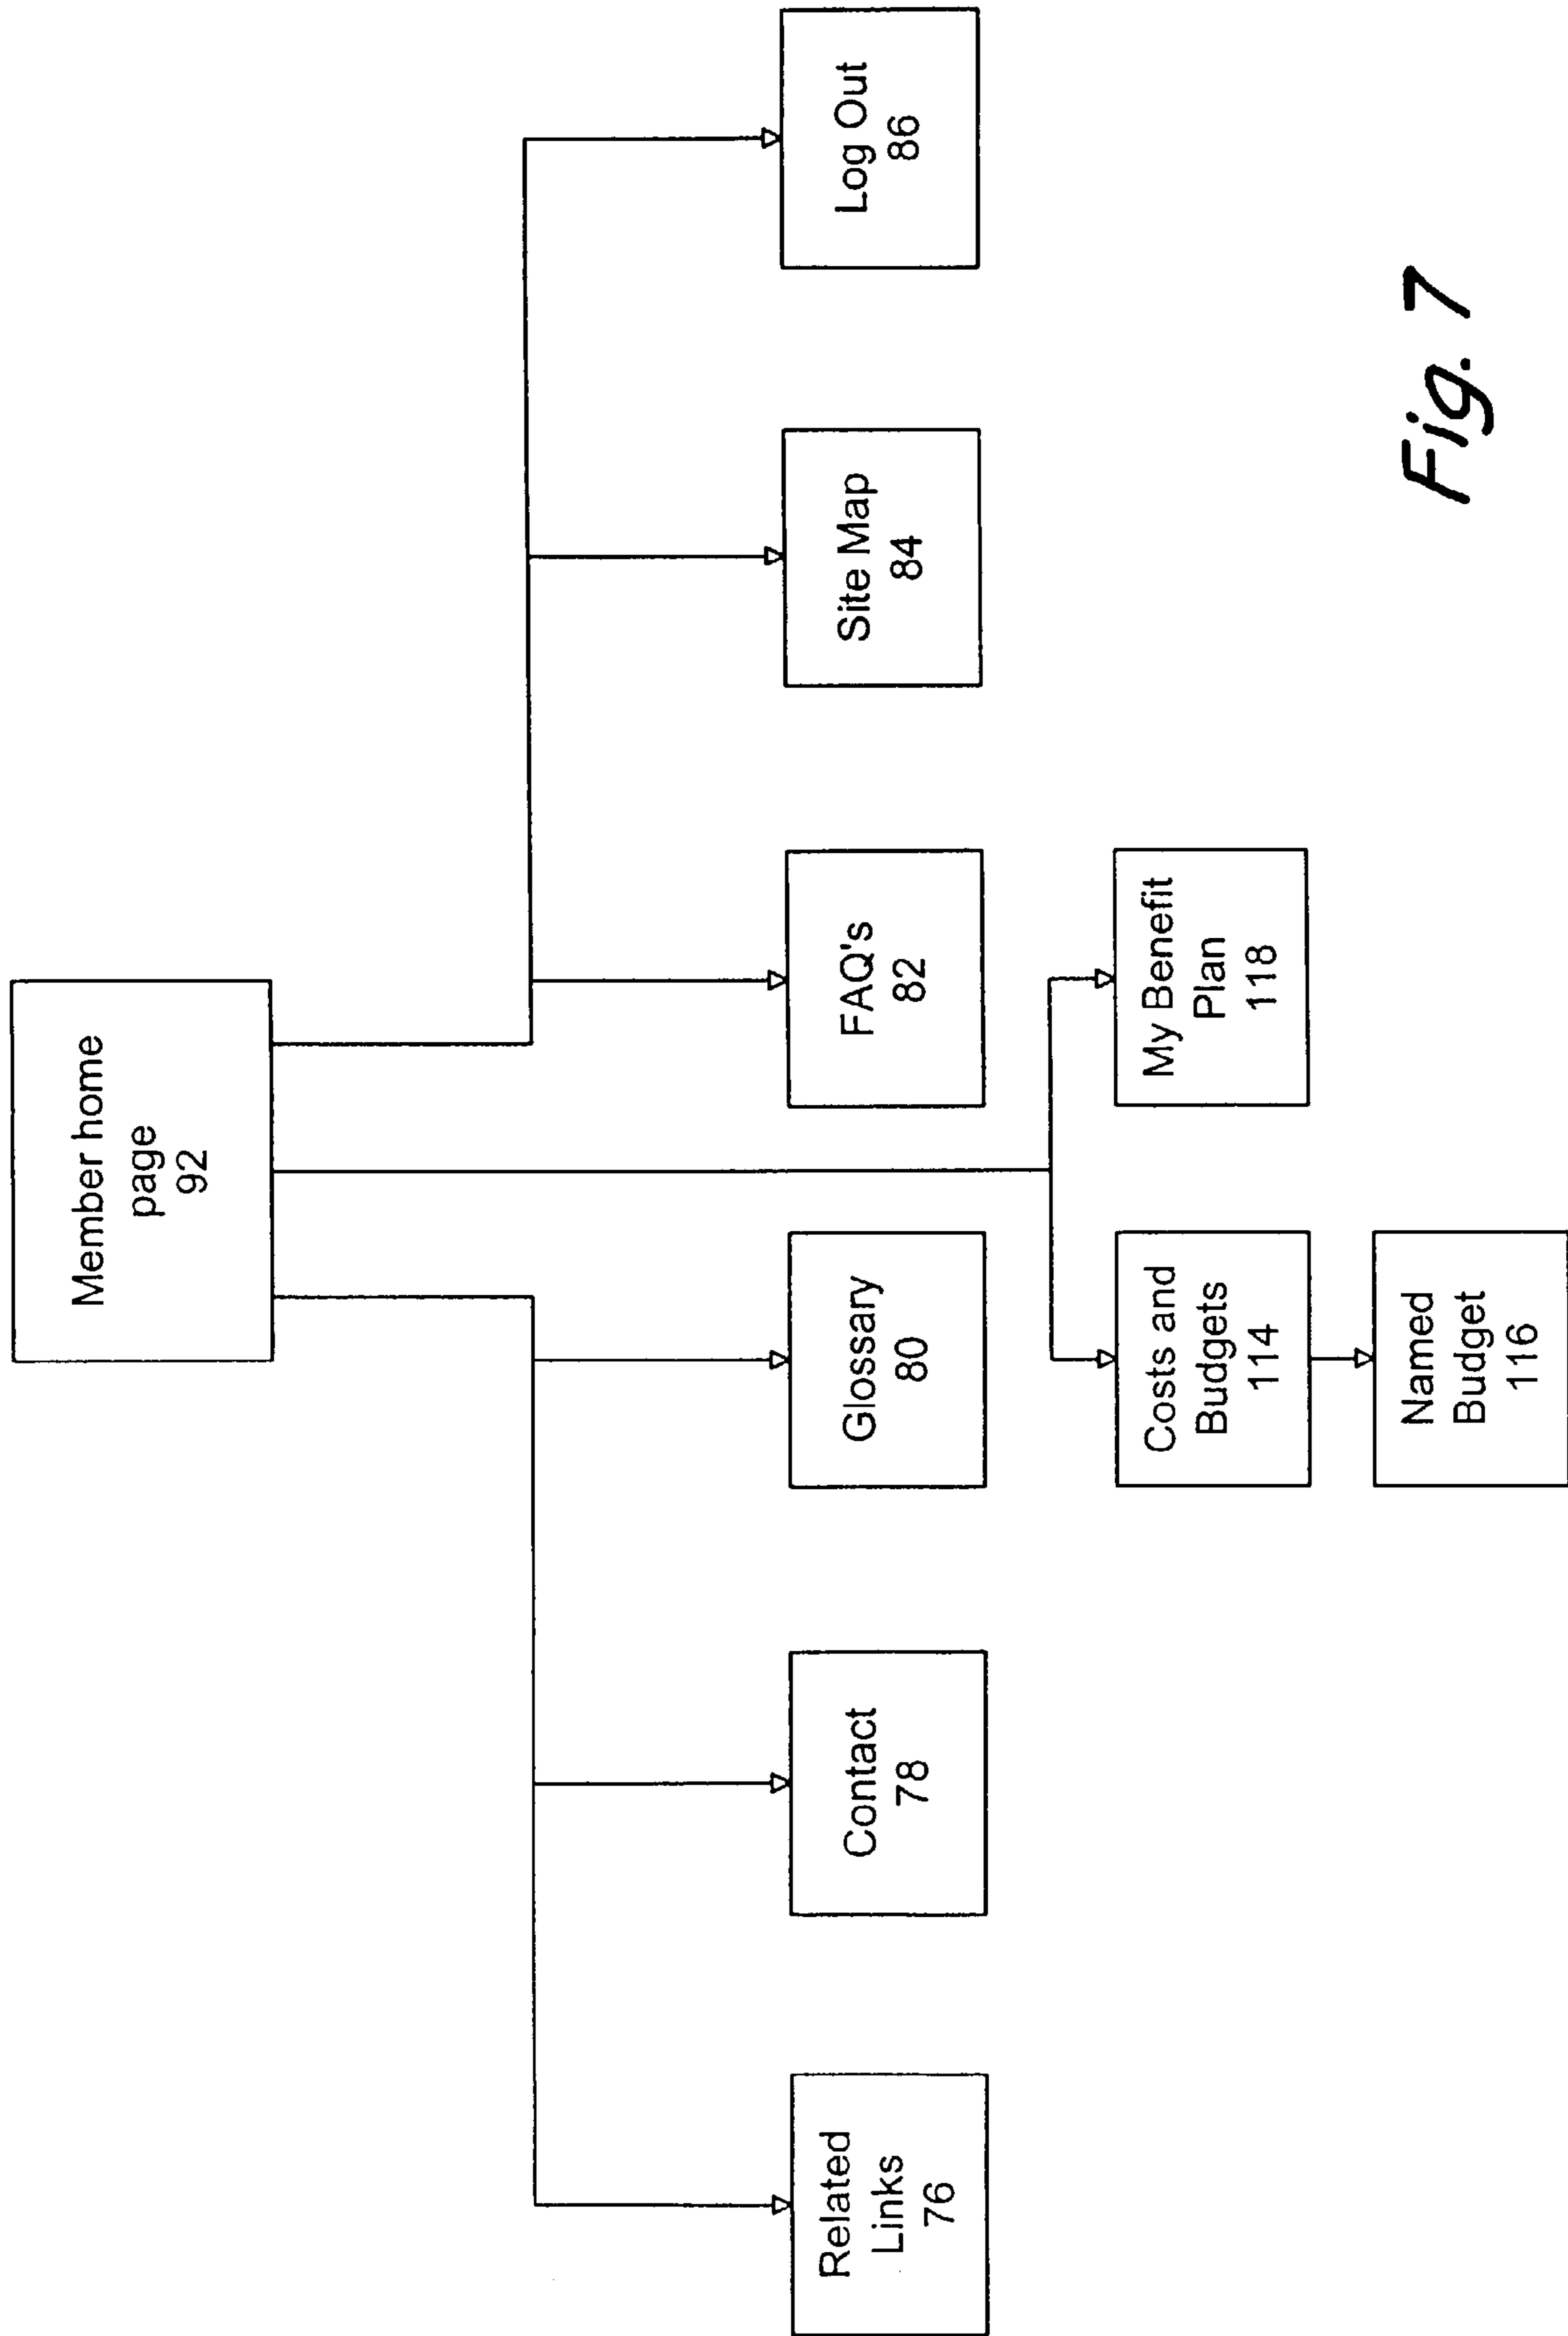 Member home
page
92
Related
Links
76
Contact
78
Glossary
80
FAQ's
82
Site Map
84
Log Out
86
Costs and
Budgets
114
My Benefit
Plan
118
Named
Budget
116
Fig. 7